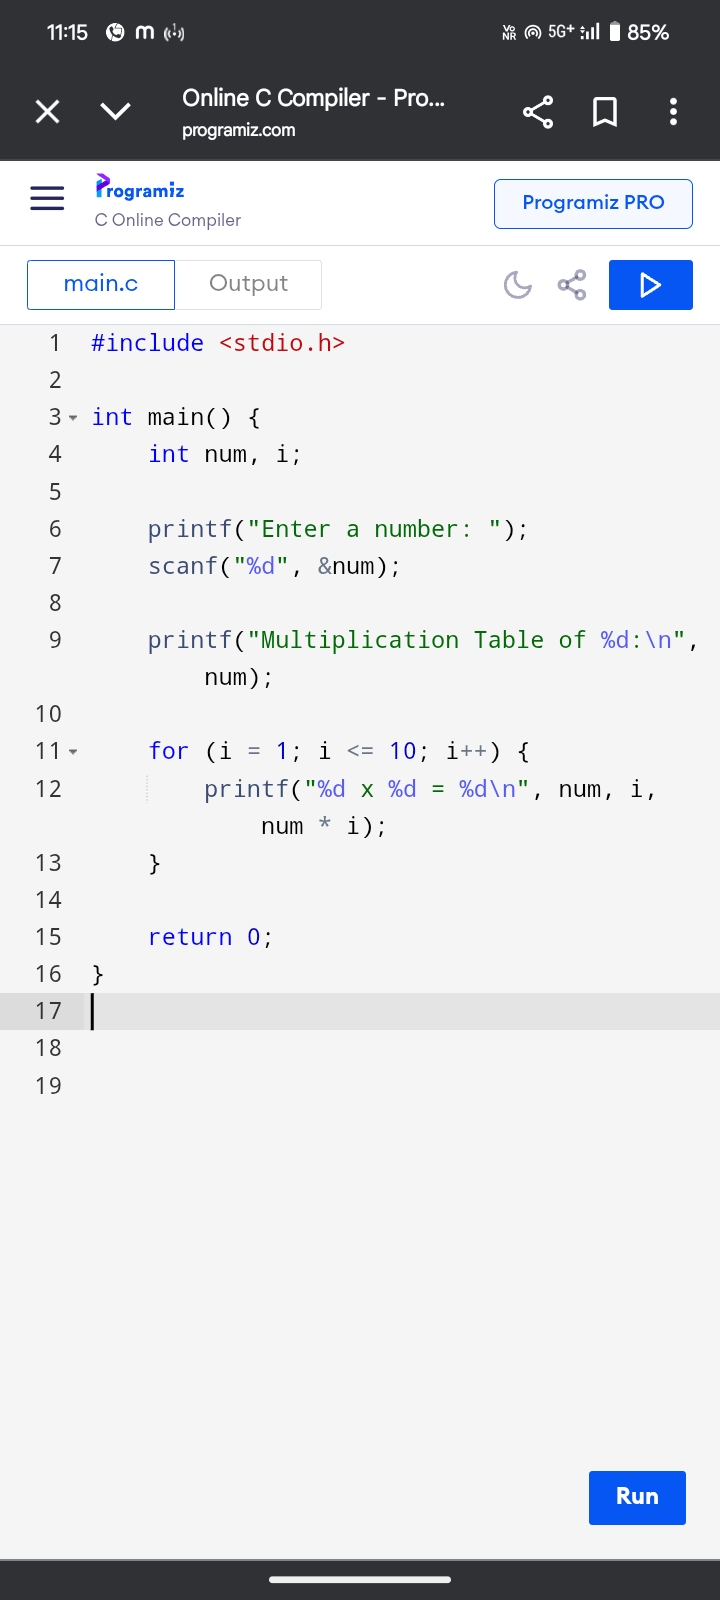 11:15 m VoNR 5G+ 85%
Online C Compiler - Pro...
programiz.com
Programiz
C Online Compiler
Programiz PRO
main.c Output
1 #include <stdio.h>
2
3 int main() {
4     int num, i;
5
6     printf("Enter a number: ");
7     scanf("%d", &num);
8
9     printf("Multiplication Table of %d:\n",
        num);
10
11     for (i = 1; i <= 10; i++) {
12         printf("%d x %d = %d\n", num, i,
            num * i);
13     }
14
15     return 0;
16 }
17
18
19
Run